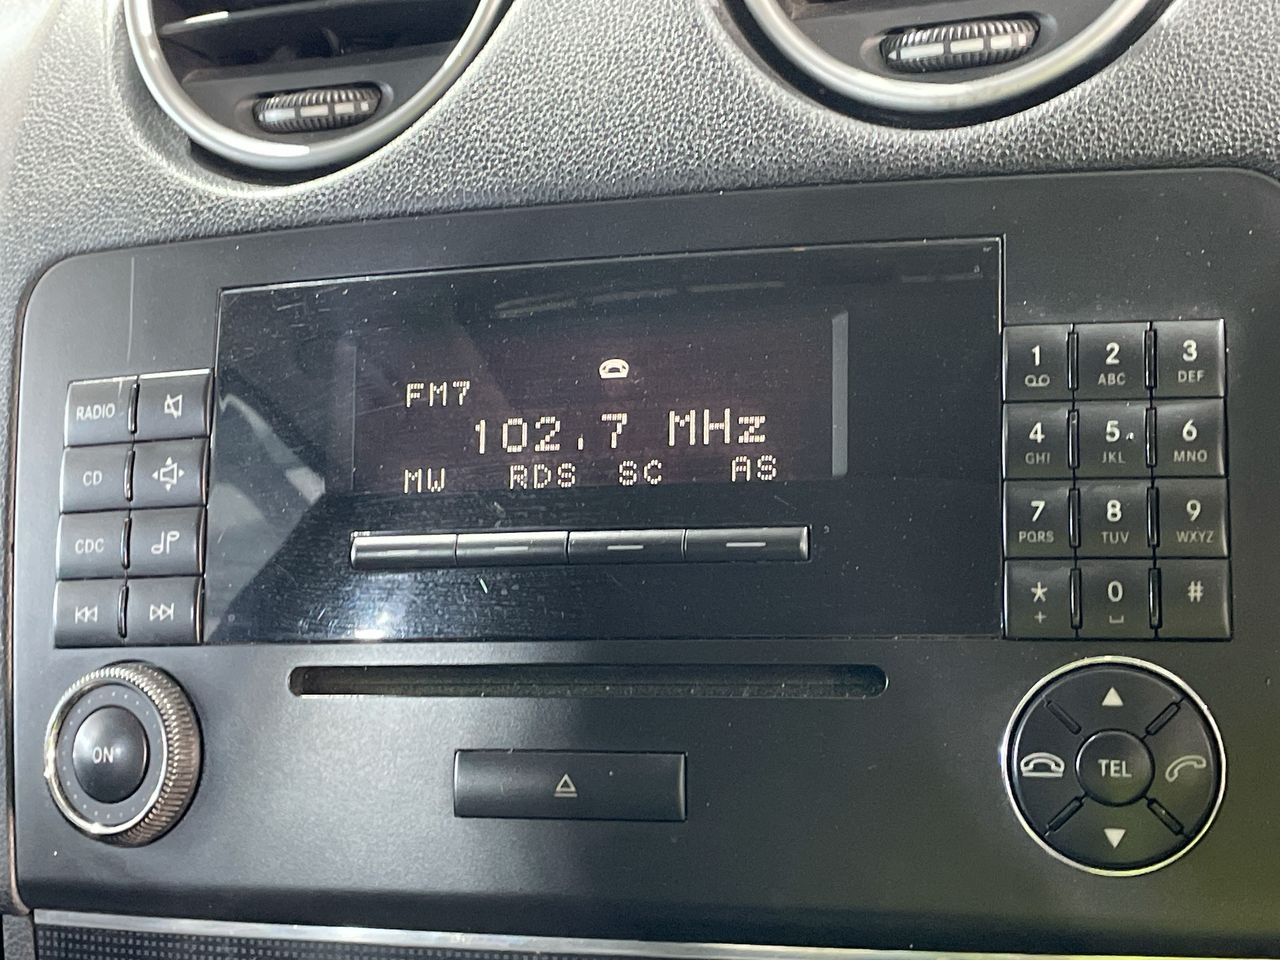 FM7
102.7 MHz
MW RDS SC AS
RADIO
CD
CDC
ON
1
2 ABC
3 DEF
4 GHI
5 JKL
6 MNO
7 PQRS
8 TUV
9 WXYZ
* +
0
#
TEL